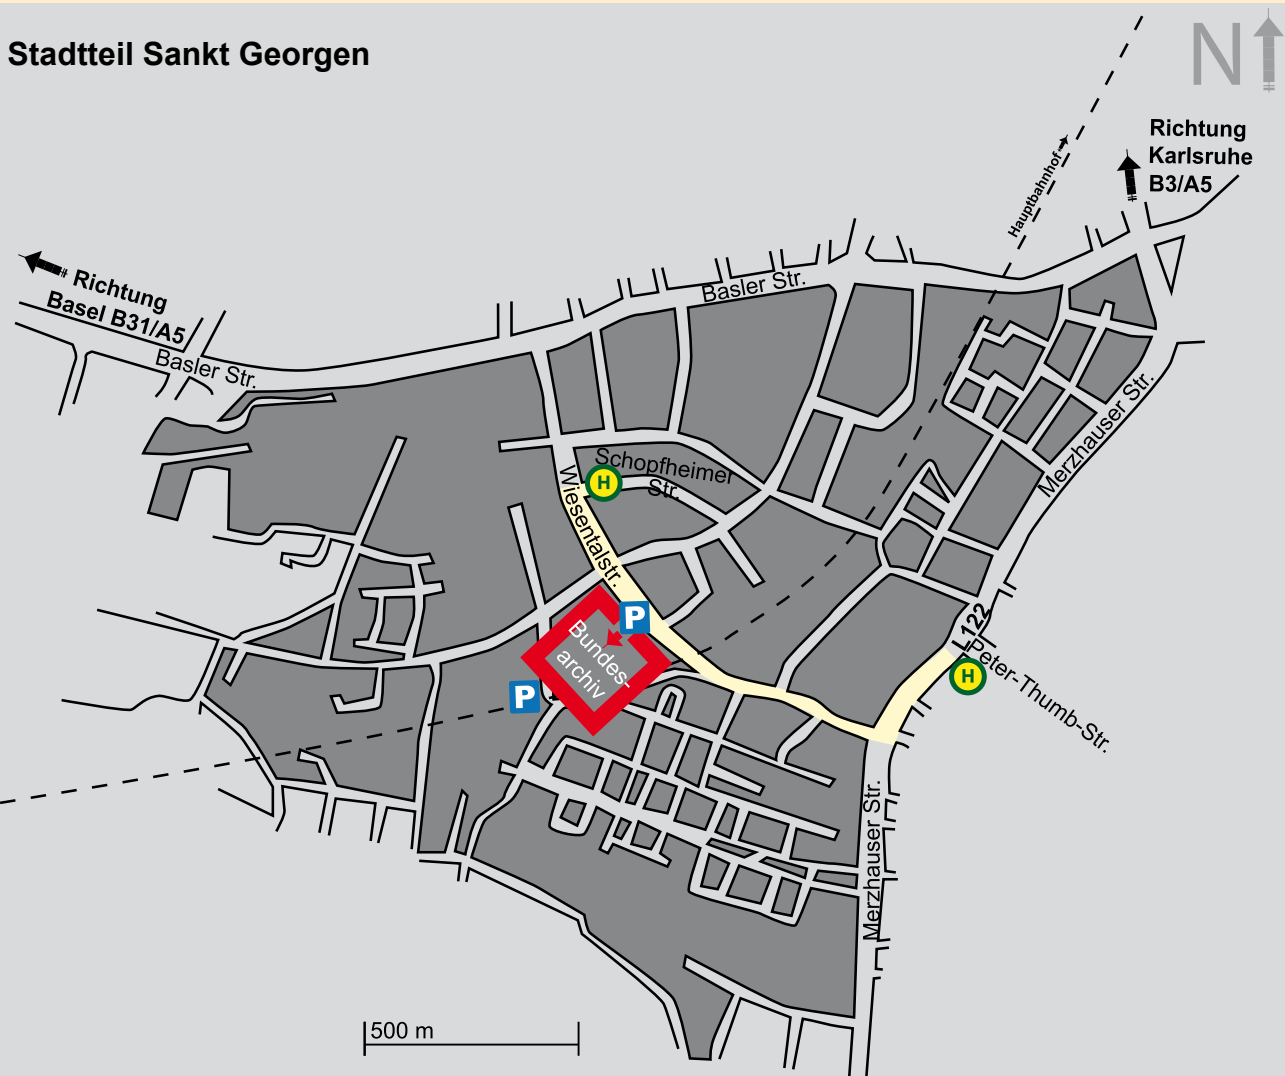 Stadtteil Sankt Georgen
N
Richtung
Karlsruhe
B3/A5
Hauptbahnhof
Richtung
Basel B31/A5
Basler Str.
Basler Str.
Merzhauser Str.
Schopfheimer
Str.
H
Wiesentalstr.
P
Bundes-
archiv
P
L122
Peter-Thumb-Str.
H
Merzhauser Str.
500 m